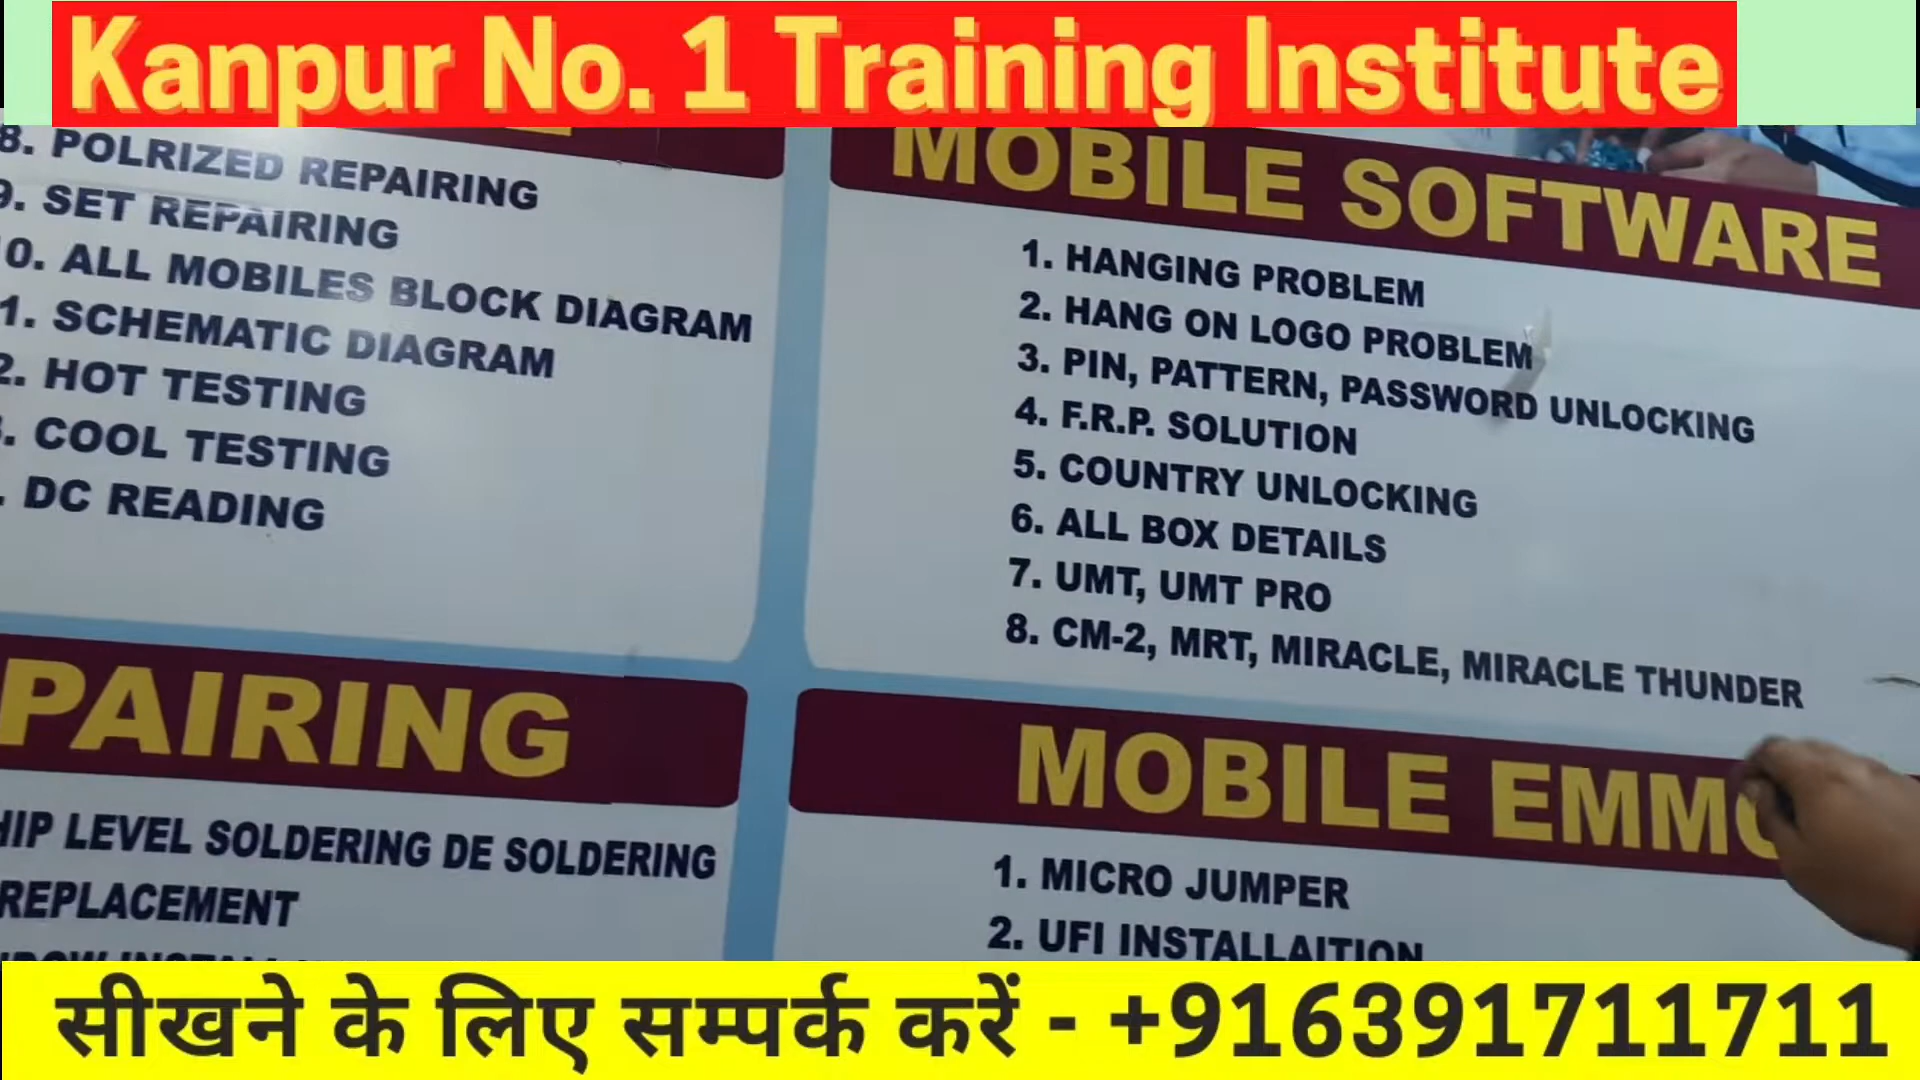 Kanpur No. 1 Training Institute
8. POLRIZED REPAIRING
9. SET REPAIRING
0. ALL MOBILES BLOCK DIAGRAM
1. SCHEMATIC DIAGRAM
2. HOT TESTING
. COOL TESTING
. DC READING
MOBILE SOFTWARE
1. HANGING PROBLEM
2. HANG ON LOGO PROBLEM
3. PIN, PATTERN, PASSWORD UNLOCKING
4. F.R.P. SOLUTION
5. COUNTRY UNLOCKING
6. ALL BOX DETAILS
7. UMT, UMT PRO
8. CM-2, MRT, MIRACLE, MIRACLE THUNDER
PAIRING
HIP LEVEL SOLDERING DE SOLDERING
REPLACEMENT
MOBILE EMM
1. MICRO JUMPER
2. UFI INSTALLAITION
सीखने के लिए सम्पर्क करें - +916391711711